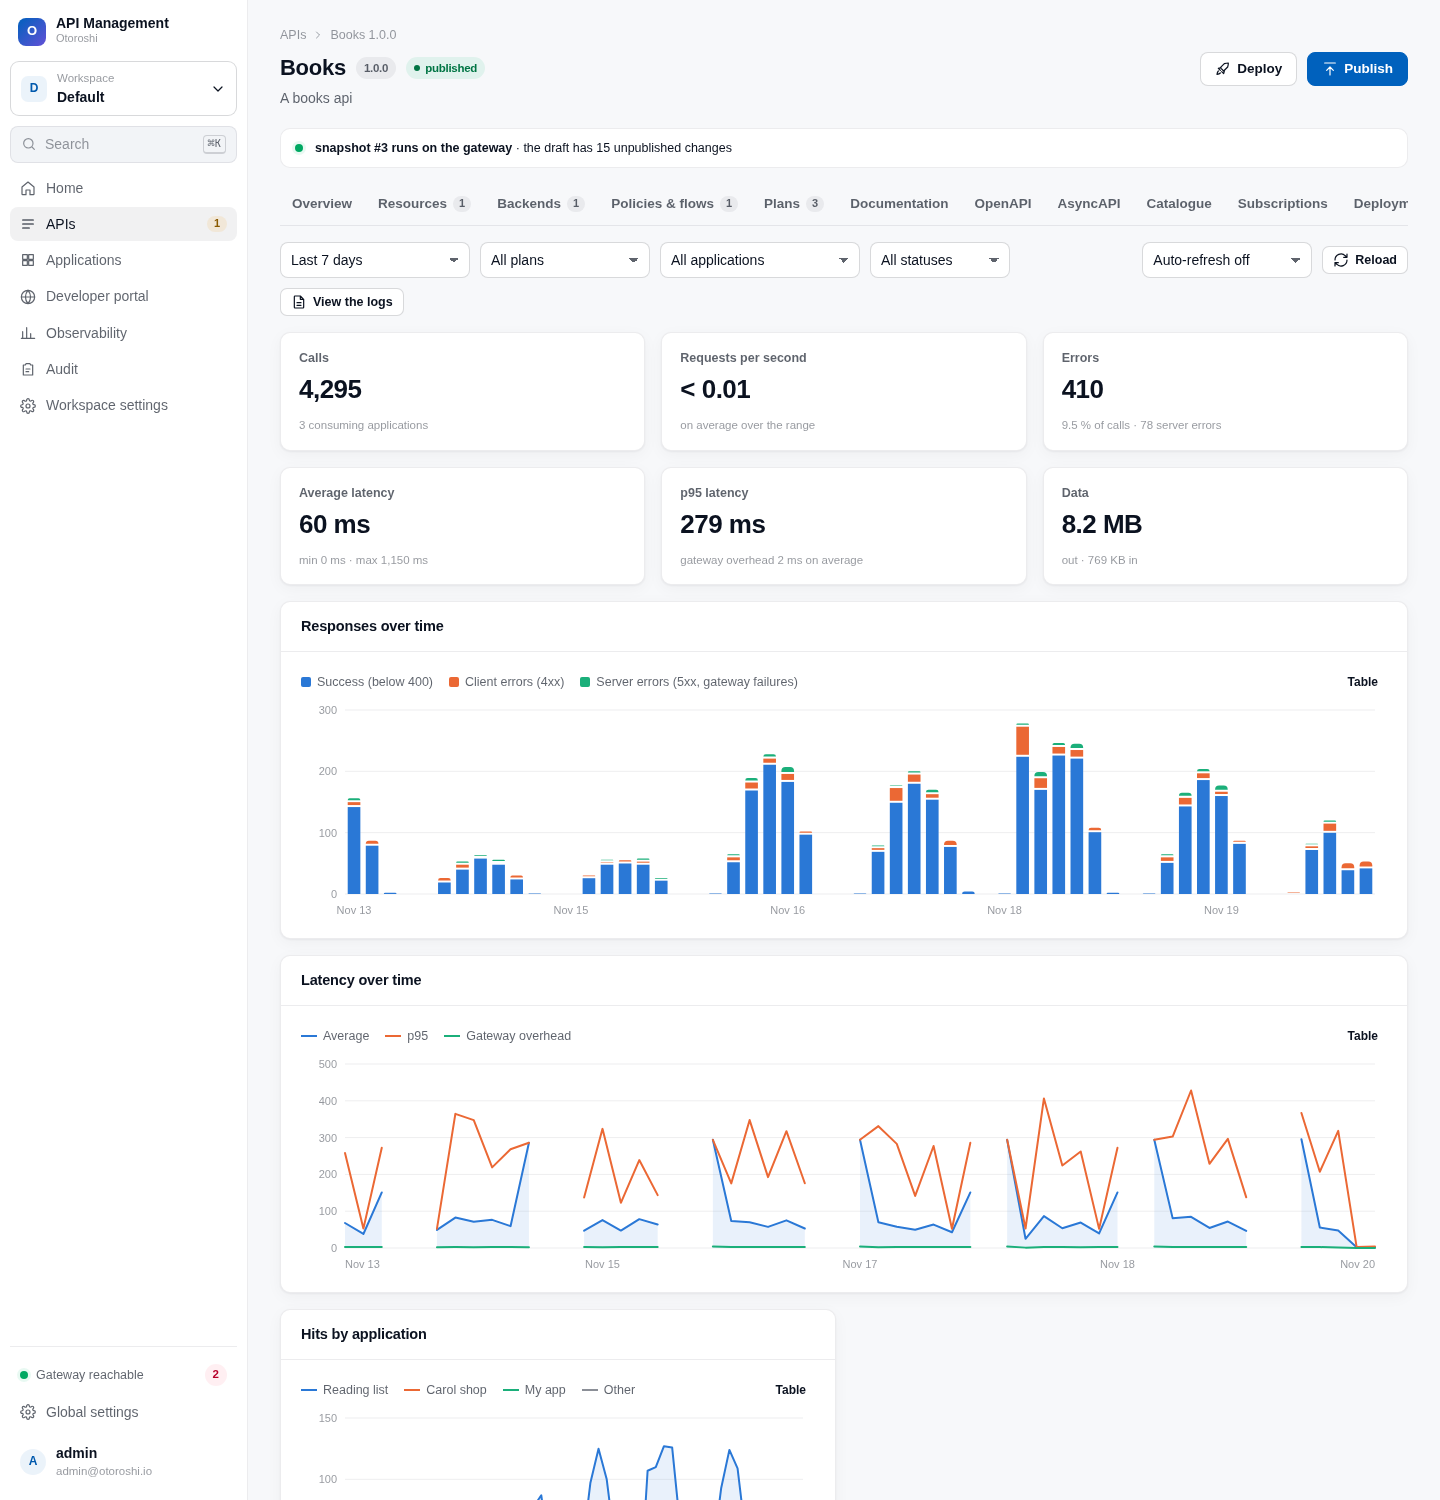 API Management
Otoroshi
D
Workspace
Default
Search
⌘K
Home
APIs
1
Applications
Developer portal
Observability
Audit
Workspace settings
Gateway reachable
2
Global settings
A
admin
admin@otoroshi.io
APIs
Books 1.0.0
Books
1.0.0
published
Deploy
Publish
A books api
snapshot #3 runs on the gateway · the draft has 15 unpublished changes
Overview
Resources 1
Backends 1
Policies & flows 1
Plans 3
Documentation
OpenAPI
AsyncAPI
Catalogue
Subscriptions
Deploym
Last 7 days
All plans
All applications
All statuses
Auto-refresh off
Reload
View the logs
Calls
4,295
3 consuming applications
Requests per second
< 0.01
on average over the range
Errors
410
9.5 % of calls · 78 server errors
Average latency
60 ms
min 0 ms · max 1,150 ms
p95 latency
279 ms
gateway overhead 2 ms on average
Data
8.2 MB
out · 769 KB in
Responses over time
Success (below 400)
Client errors (4xx)
Server errors (5xx, gateway failures)
Table
300
200
100
0
Nov 13
Nov 15
Nov 16
Nov 18
Nov 19
Latency over time
Average
p95
Gateway overhead
Table
500
400
300
200
100
0
Nov 13
Nov 15
Nov 17
Nov 18
Nov 20
Hits by application
Reading list
Carol shop
My app
Other
Table
150
100